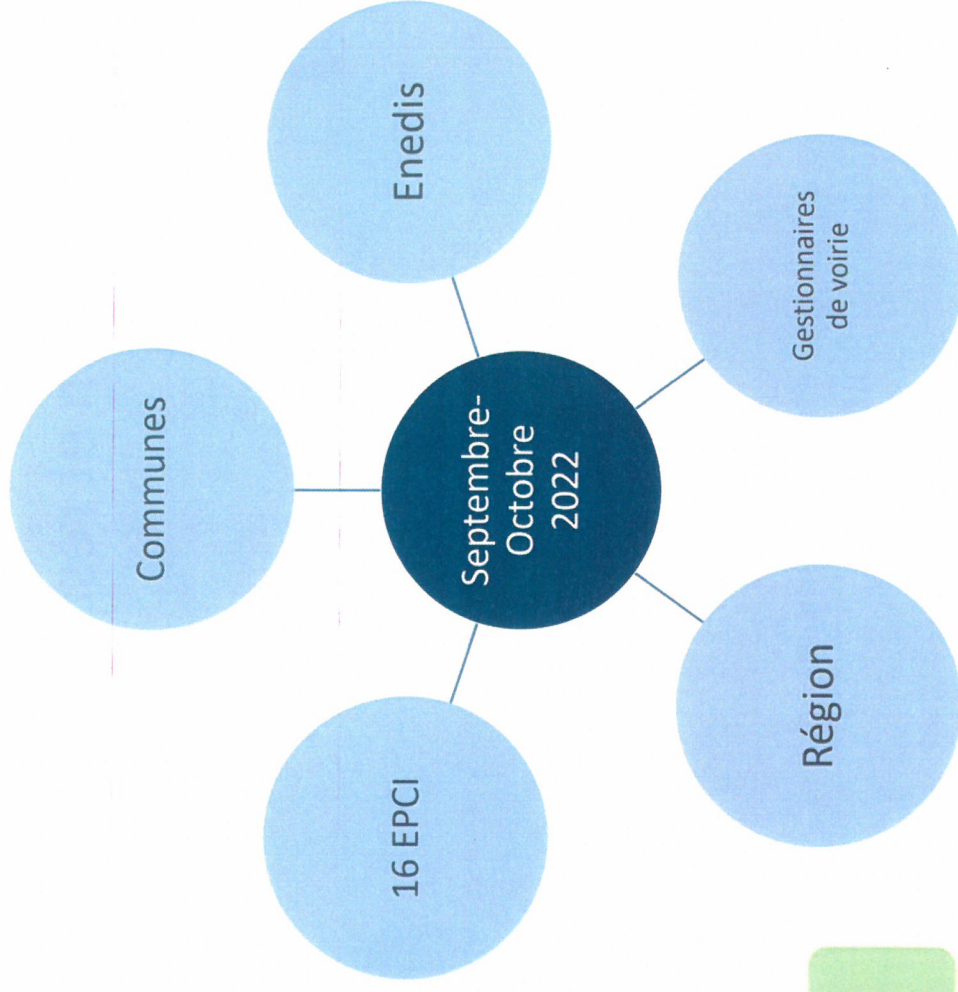 Communes
Enedis
Gestionnaires
de voirie
Région
16 EPCI
Septembre-
Octobre
2022